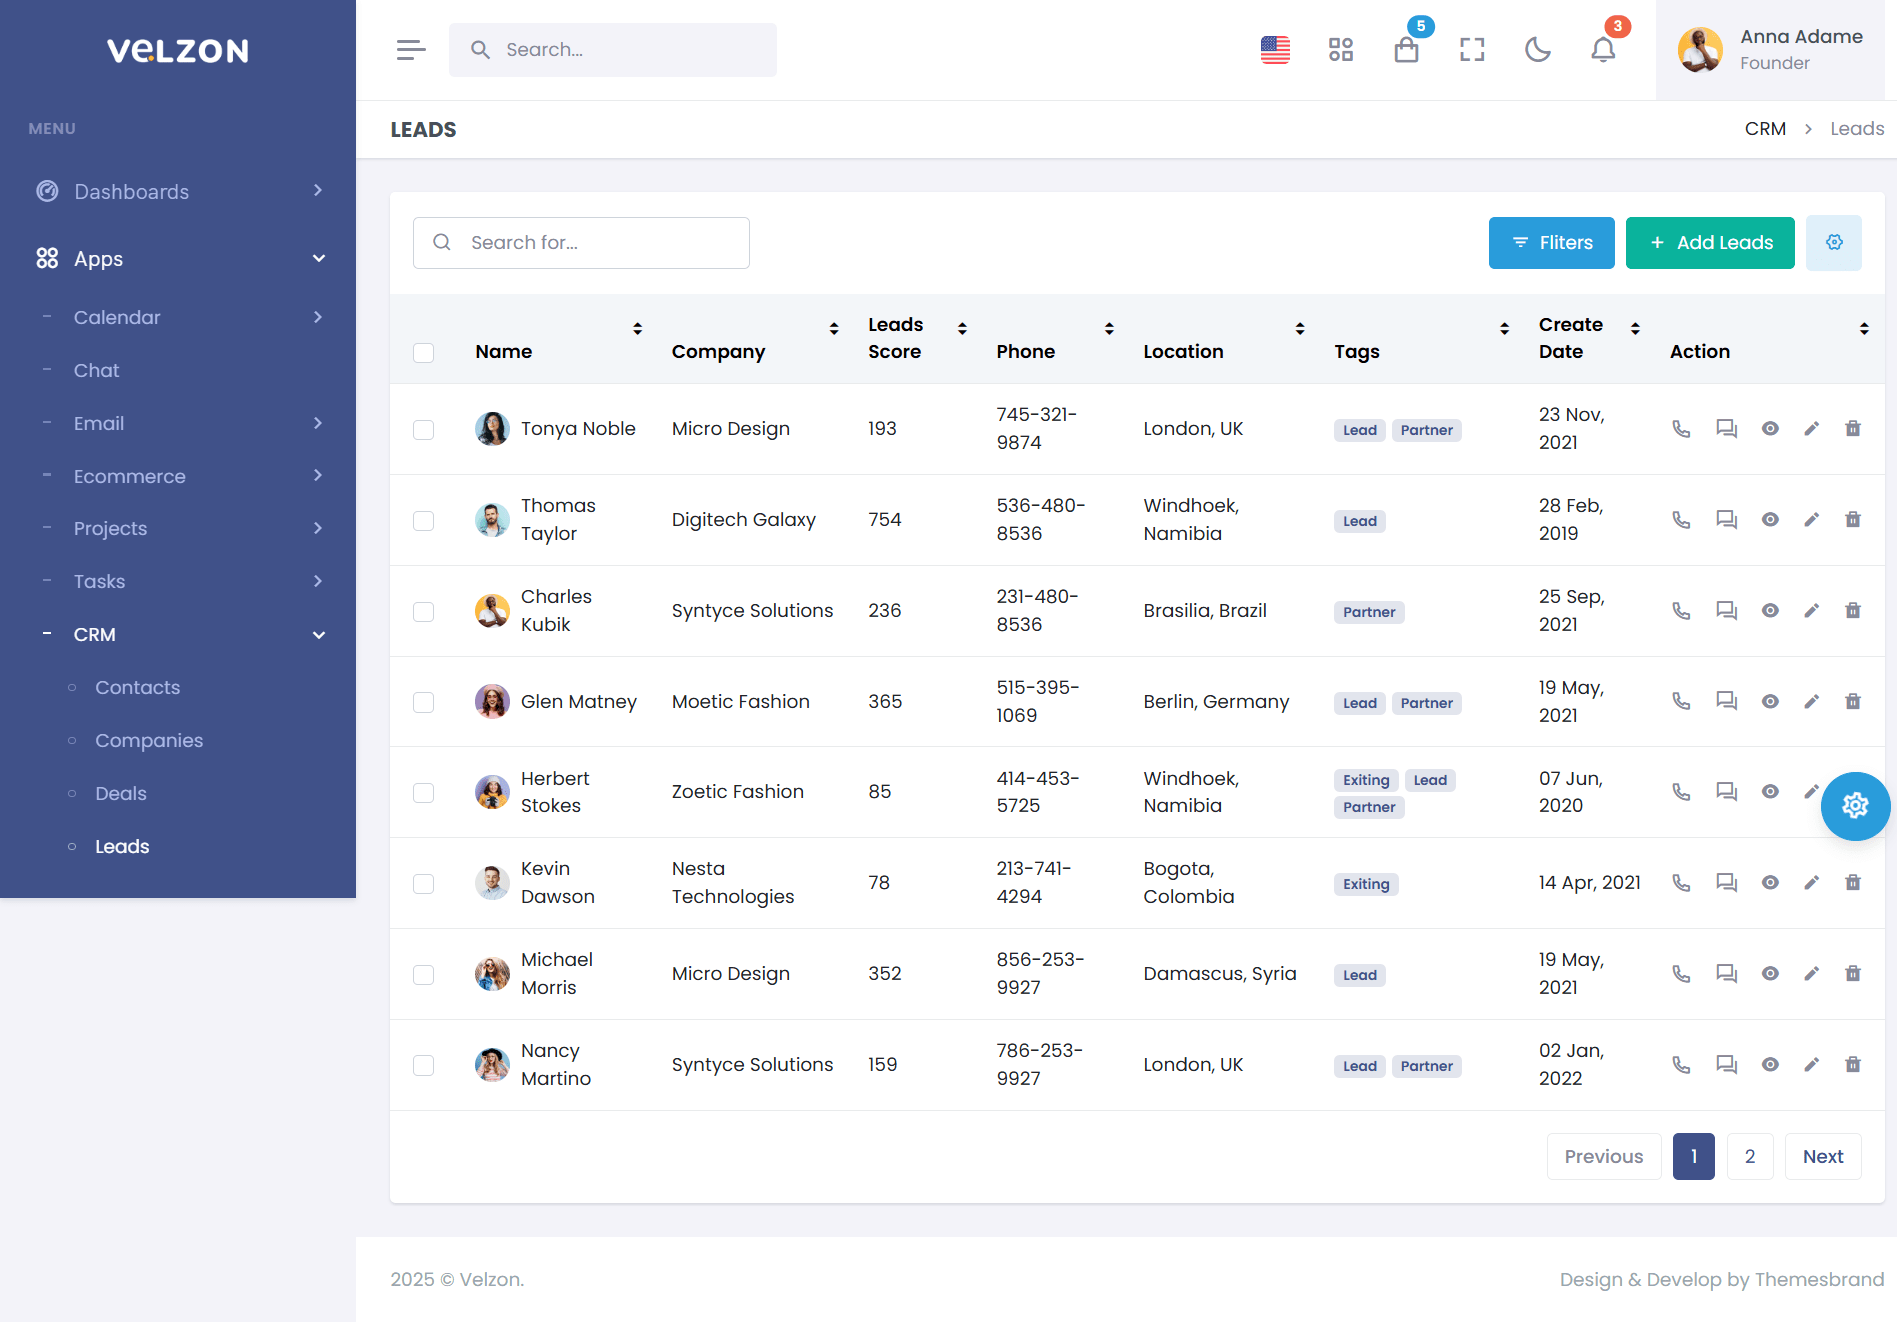 VELZON
MENU
Dashboards
Apps
Calendar
Chat
Email
Ecommerce
Projects
Tasks
CRM
Contacts
Companies
Deals
Leads
Search...
5
3
Anna Adame
Founder
LEADS
CRM > Leads
Search for...
Fliters
+ Add Leads
Name
Company
Leads
Score
Phone
Location
Tags
Create
Date
Action
Tonya Noble
Micro Design
193
745-321-
9874
London, UK
Lead Partner
23 Nov,
2021
Thomas
Taylor
Digitech Galaxy
754
536-480-
8536
Windhoek,
Namibia
Lead
28 Feb,
2019
Charles
Kubik
Syntyce Solutions
236
231-480-
8536
Brasilia, Brazil
Partner
25 Sep,
2021
Glen Matney
Moetic Fashion
365
515-395-
1069
Berlin, Germany
Lead Partner
19 May,
2021
Herbert
Stokes
Zoetic Fashion
85
414-453-
5725
Windhoek,
Namibia
Exiting Lead
Partner
07 Jun,
2020
Kevin
Dawson
Nesta
Technologies
78
213-741-
4294
Bogota,
Colombia
Exiting
14 Apr, 2021
Michael
Morris
Micro Design
352
856-253-
9927
Damascus, Syria
Lead
19 May,
2021
Nancy
Martino
Syntyce Solutions
159
786-253-
9927
London, UK
Lead Partner
02 Jan,
2022
Previous 1 2 Next
2025 © Velzon.
Design & Develop by Themesbrand